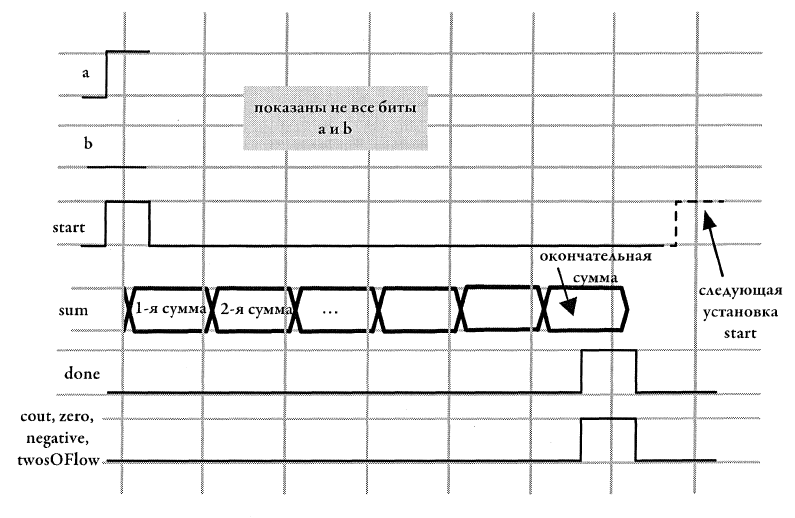 a
показаны не все биты
a и b
b
start
окончательная
сумма
следующая
установка
start
sum
1-я сумма
2-я сумма
...
done
cout, zero,
negative,
twosOFlow